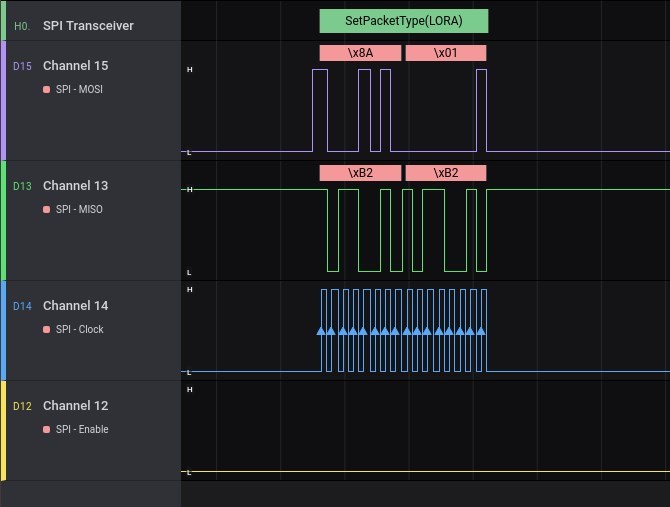 H0. SPI Transceiver
SetPacketType(LORA)
D15 Channel 15
SPI - MOSI
\x8A \x01
H
L
D13 Channel 13
SPI - MISO
\xB2 \xB2
H
L
D14 Channel 14
SPI - Clock
H
L
D12 Channel 12
SPI - Enable
H
L